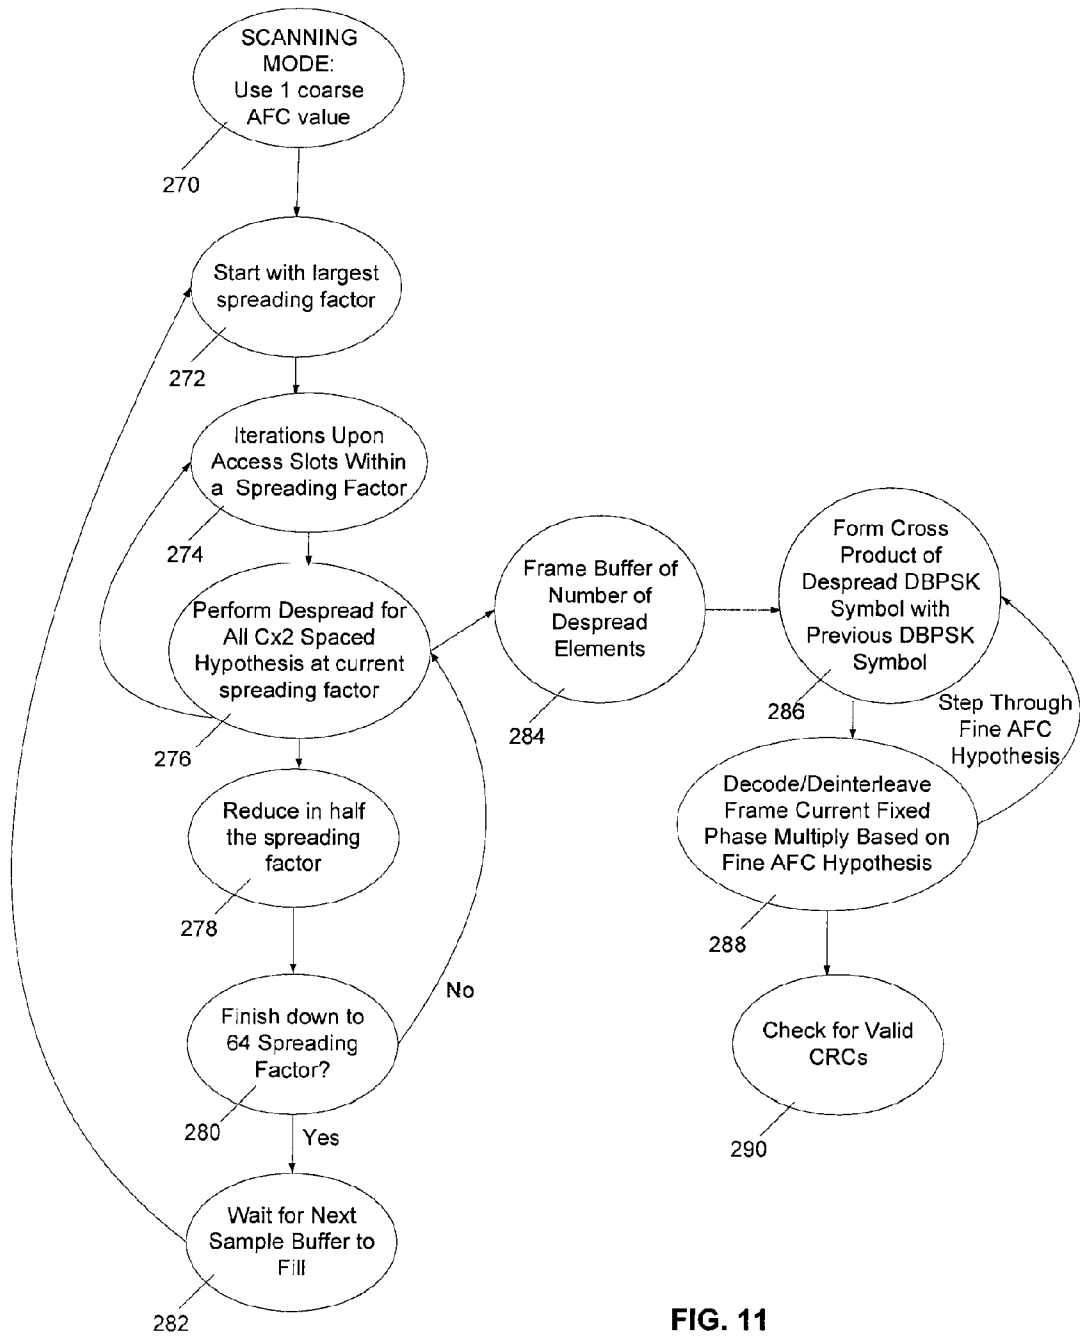 SCANNING
MODE:
Use 1 coarse
AFC value
270
Start with largest
spreading factor
272
Iterations Upon
Access Slots Within
a Spreading Factor
274
Perform Despread for
All Cx2 Spaced
Hypothesis at current
spreading factor
276
Reduce in half
the spreading
factor
278
Finish down to
64 Spreading
Factor?
280
No
Yes
Wait for Next
Sample Buffer to
Fill
282
Frame Buffer of
Number of
Despread
Elements
284
Form Cross
Product of
Despread DBPSK
Symbol with
Previous DBPSK
Symbol
286
Step Through
Fine AFC
Hypothesis
Decode/Deinterleave
Frame Current Fixed
Phase Multiply Based on
Fine AFC Hypothesis
288
Check for Valid
CRCs
290
FIG. 11